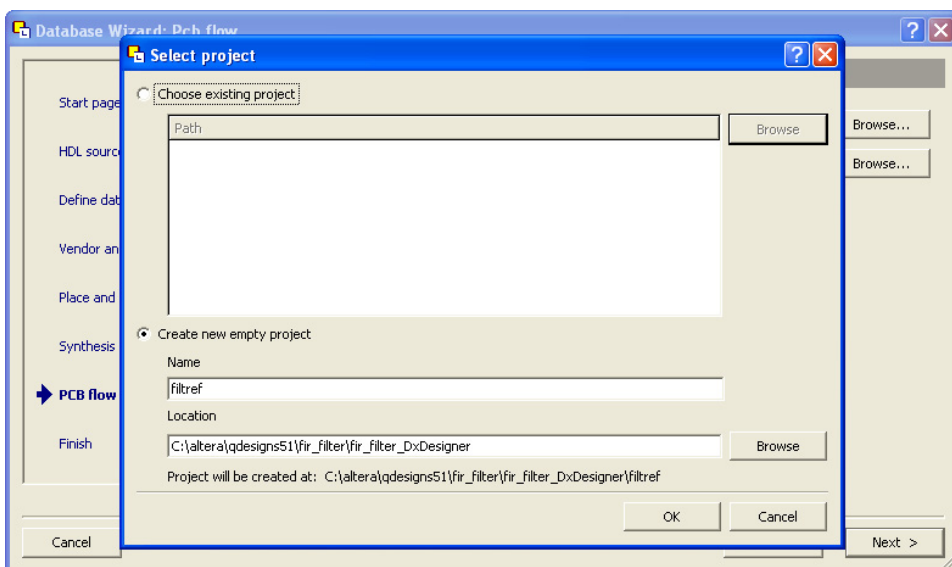 Database Wizard: Pcb flow
Select project
Choose existing project
Path
Browse
Create new empty project
Name
filtref
Location
C:\altera\qdesigns51\fir_filter\fir_filter_DxDesigner
Browse
Project will be created at: C:\altera\qdesigns51\fir_filter\fir_filter_DxDesigner\filtref
OK
Cancel
Start page
HDL sourc
Define dat
Vendor an
Place and
Synthesis
PCB flow
Finish
Browse...
Browse...
Cancel
Next >